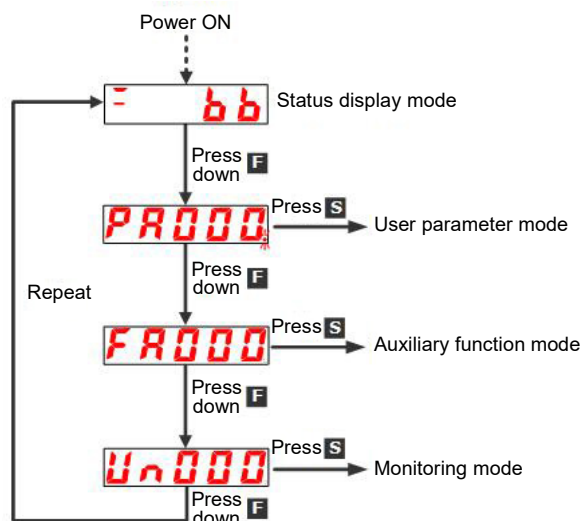 Power ON
bb
Status display mode
Press
down F
PA000
Press S
User parameter mode
Press
down F
Repeat
FA000
Press S
Auxiliary function mode
Press
down F
Un000
Press S
Monitoring mode
Press
down F